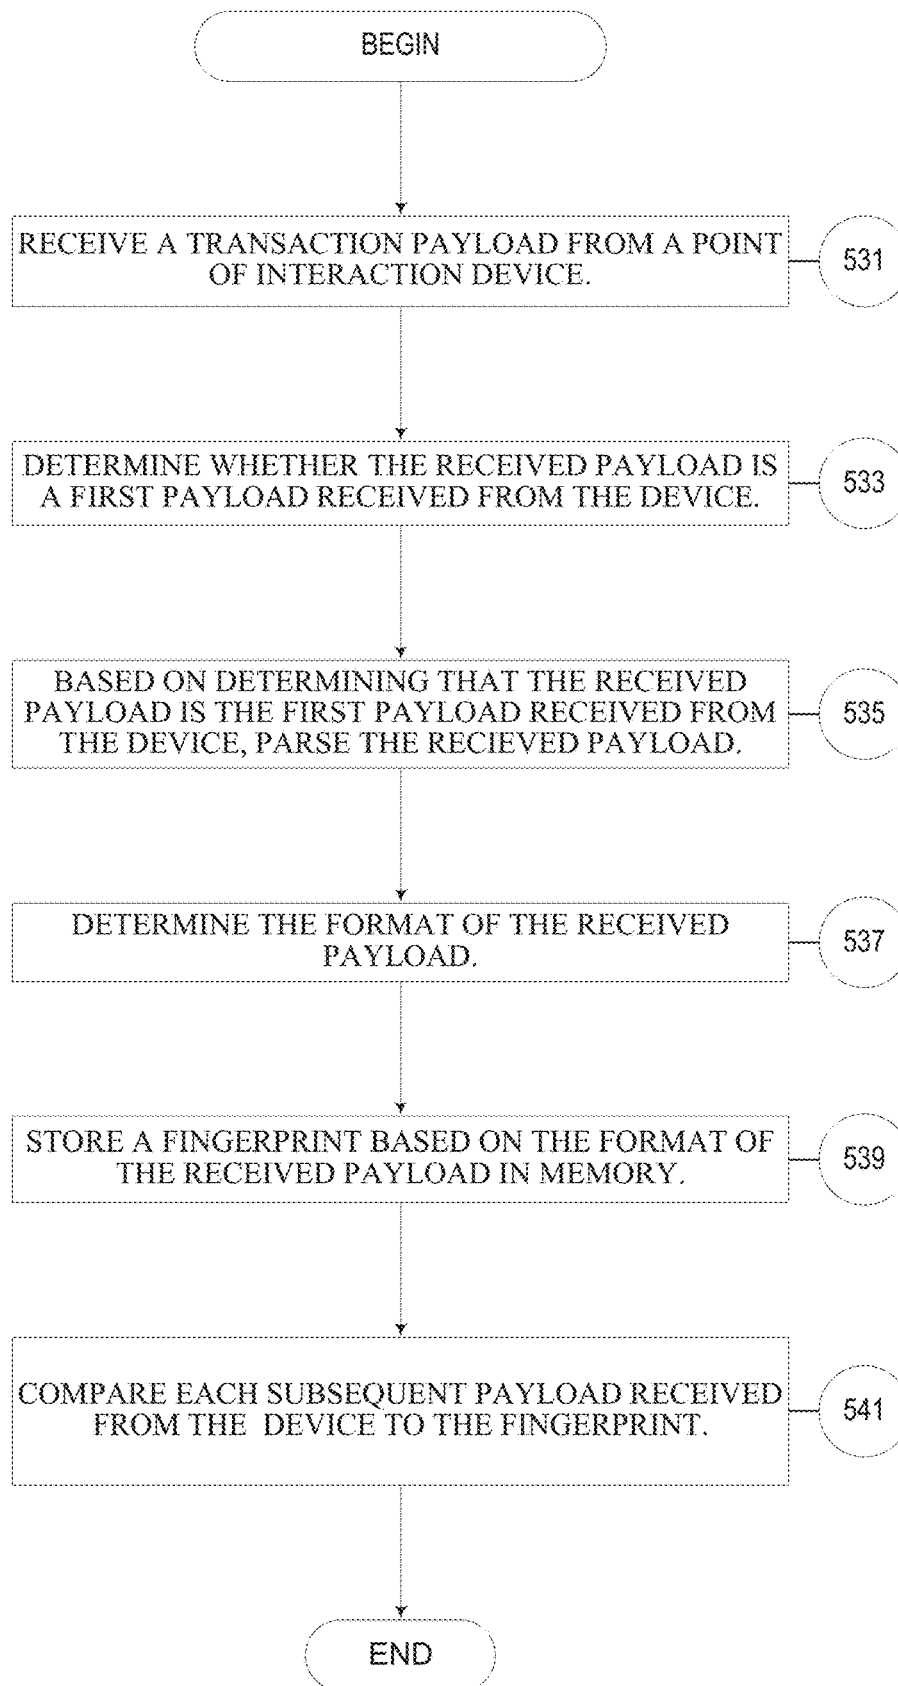 BEGIN
RECEIVE A TRANSACTION PAYLOAD FROM A POINT
OF INTERACTION DEVICE.
531
DETERMINE WHETHER THE RECEIVED PAYLOAD IS
A FIRST PAYLOAD RECEIVED FROM THE DEVICE.
533
BASED ON DETERMINING THAT THE RECEIVED
PAYLOAD IS THE FIRST PAYLOAD RECEIVED FROM
THE DEVICE, PARSE THE RECIEVED PAYLOAD.
535
DETERMINE THE FORMAT OF THE RECEIVED
PAYLOAD.
537
STORE A FINGERPRINT BASED ON THE FORMAT OF
THE RECEIVED PAYLOAD IN MEMORY.
539
COMPARE EACH SUBSEQUENT PAYLOAD RECEIVED
FROM THE DEVICE TO THE FINGERPRINT.
541
END